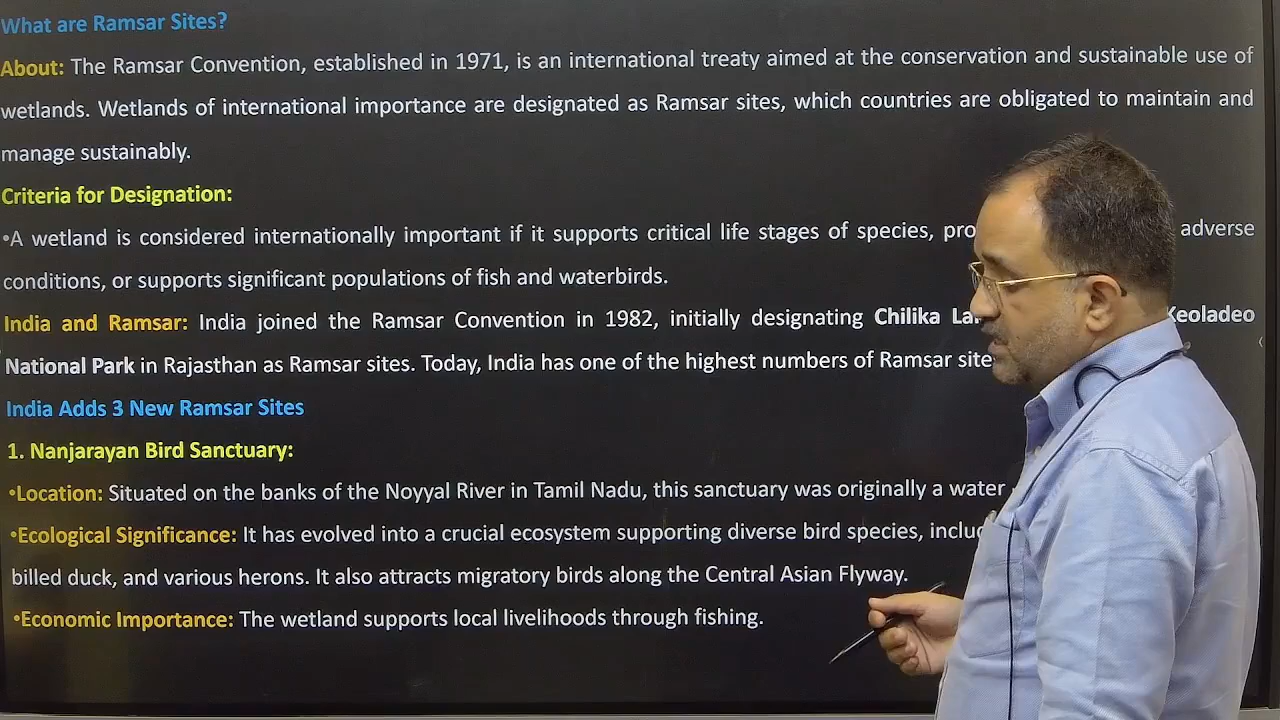 What are Ramsar Sites?
About: The Ramsar Convention, established in 1971, is an international treaty aimed at the conservation and sustainable use of
wetlands. Wetlands of international importance are designated as Ramsar sites, which countries are obligated to maintain and
manage sustainably.
Criteria for Designation:
•A wetland is considered internationally important if it supports critical life stages of species, adverse
conditions, or supports significant populations of fish and waterbirds.
India and Ramsar: India joined the Ramsar Convention in 1982, initially designating Chilika Keoladeo
National Park in Rajasthan as Ramsar sites. Today, India has one of the highest numbers of Ramsar
India Adds 3 New Ramsar Sites
1. Nanjarayan Bird Sanctuary:
•Location: Situated on the banks of the Noyyal River in Tamil Nadu, this sanctuary was originally a water
•Ecological Significance: It has evolved into a crucial ecosystem supporting diverse bird species,
billed duck, and various herons. It also attracts migratory birds along the Central Asian Flyway.
•Economic Importance: The wetland supports local livelihoods through fishing.